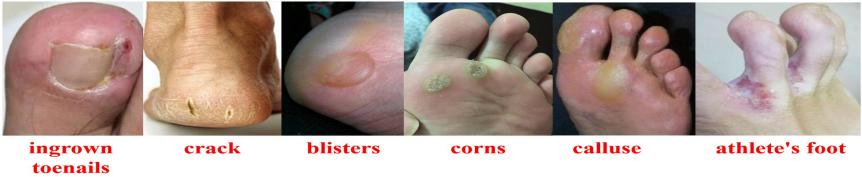 ingrown toenails
crack
blisters
corns
calluse
athlete's foot